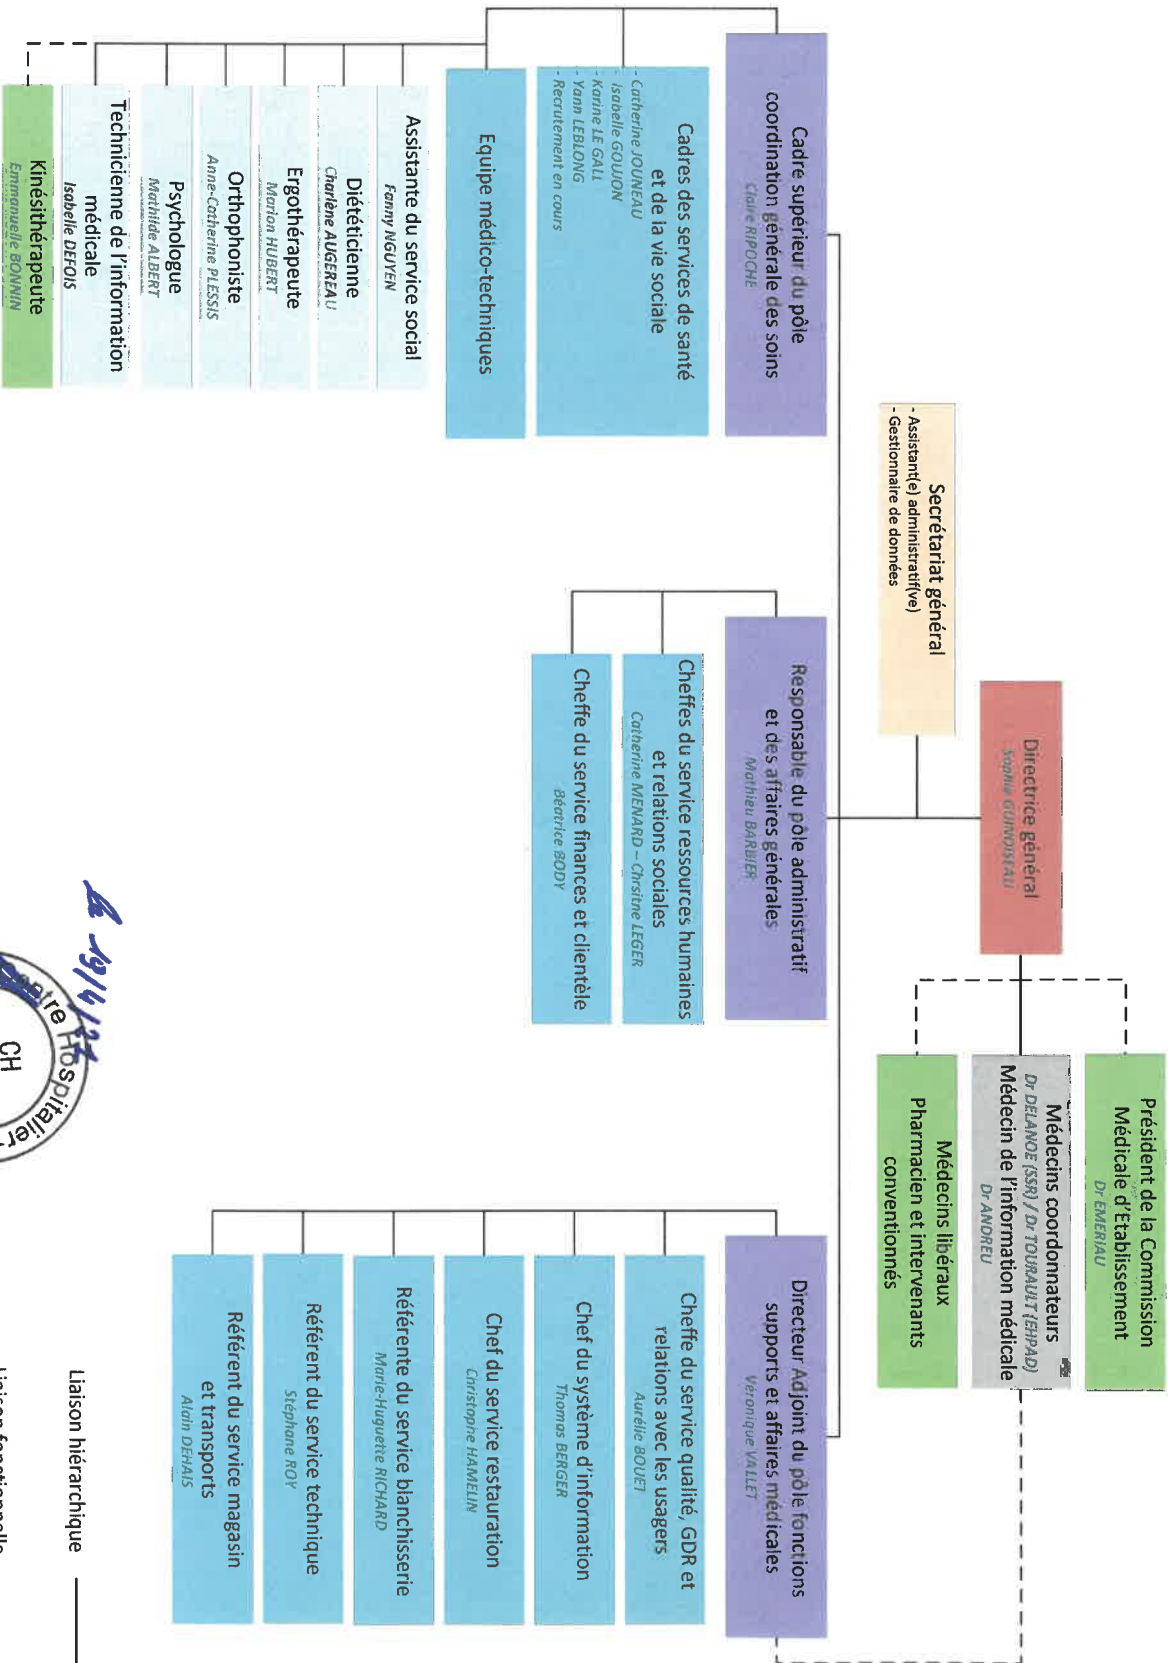 Directrice général
Sophie GUINOISEAU
Président de la Commission
Médicale d'Etablissement
Dr EMERIAU
Médecins coordonnateurs
Dr DELANOE (SSR) / Dr TOURAULT (EHPAD)
Médecin de l'information médicale
Dr ANDREU
Médecins libéraux
Pharmacien et intervenants
conventionnés
Secrétariat général
- Assistant(e) administratif(ve)
- Gestionnaire de données
Cadre supérieur du pôle
coordination générale des soins
Claire RIPOCHE
Cadres des services de santé
et de la vie sociale
- Catherine JOUNEAU
- Isabelle GOUJON
- Karine LE GALL
- Yann LEBLONG
- Recrutement en cours
Equipe médico-techniques
Assistante du service social
Fanny NGUYEN
Diététicienne
Charlène AUGEREAU
Ergothérapeute
Marion HUBERT
Orthophoniste
Anne-Catherine PLESSIS
Psychologue
Mathilde ALBERT
Technicienne de l'information
médicale
Isabelle DEFOIS
Kinésithérapeute
Emmanuelle BONNIN
Responsable du pôle administratif
et des affaires générales
Mathieu BARBIER
Cheffes du service ressources humaines
et relations sociales
Catherine MENARD – Chrsitne LEGER
Cheffe du service finances et clientèle
Béatrice BODY
Directeur Adjoint du pôle fonctions
supports et affaires médicales
Véronique VALLET
Cheffe du service qualité, GDR et
relations avec les usagers
Aurélie BOUET
Chef du système d'information
Thomas BERGER
Chef du service restauration
Christophe HAMELIN
Référente du service blanchisserie
Marie-Huguette RICHARD
Référent du service technique
Stéphane ROY
Référent du service magasin
et transports
Alain DEHAIS
Centre Hospitalier
CH
Liaison hiérarchique
Liaison fonctionnelle